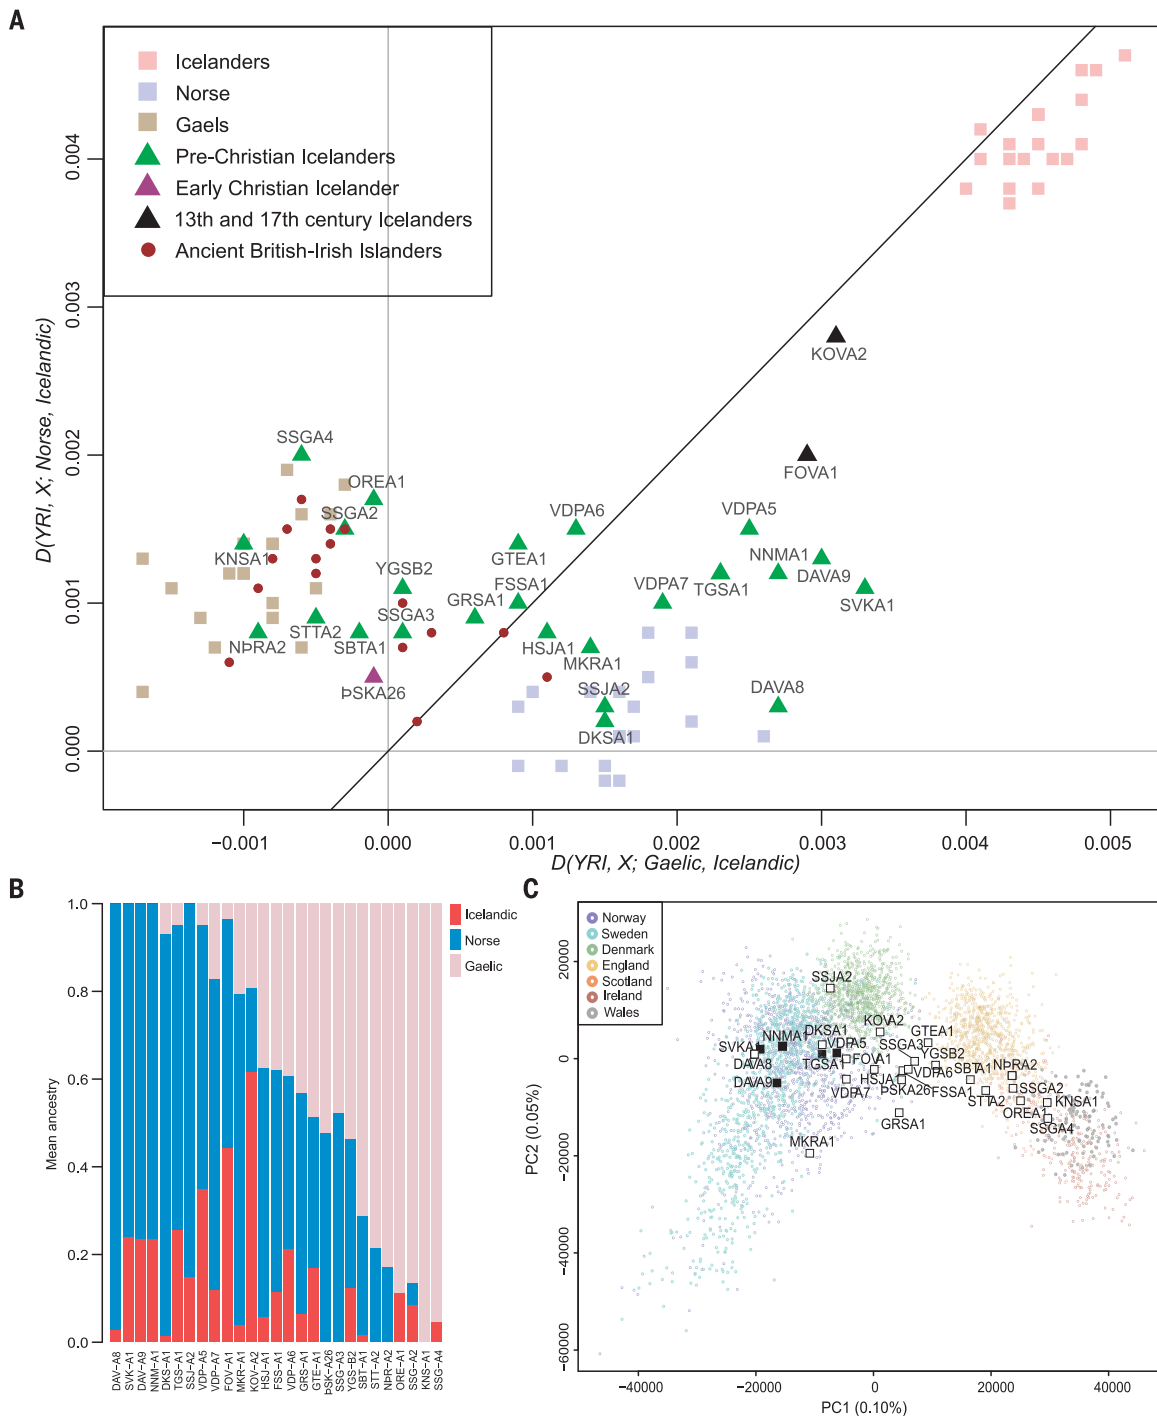 A
Icelanders
Norse
Gaels
Pre-Christian Icelanders
Early Christian Icelander
13th and 17th century Icelanders
Ancient British-Irish Islanders
D(YRI, X; Norse, Icelandic)
0.004
0.003
0.002
0.001
0.000
KOVA2
FOVA1
SSGA4
OREA1
SSGA2
KNSA1
VDPA6
GTEA1
VDPA5
NNMA1
DAVA9
TGSA1
SVKA1
YGSB2
FSSA1
VDPA7
SSGA3
GRSA1
NÞRA2
STTA2
SBTA1
HSJA1
MKRA1
ÞSKA26
SSJA2
DKSA1
DAVA8
−0.001
0.000
0.001
0.002
0.003
0.004
0.005
D(YRI, X; Gaelic, Icelandic)
B
Icelandic
Norse
Gaelic
Mean ancestry
1.0
0.8
0.6
0.4
0.2
0.0
DAV-A8
SVK-A1
DAV-A9
NNM-A1
DKS-A1
TGS-A1
SSJ-A2
VDP-A5
VDP-A7
FOV-A1
MKR-A1
KOV-A2
HSJ-A1
FSS-A1
VDP-A6
GRS-A1
GTE-A1
ÞSK-A26
SSG-A3
YGS-B2
SBT-A1
STT-A2
NÞR-A2
ORE-A1
SSG-A2
KNS-A1
SSG-A4
C
Norway
Sweden
Denmark
England
Scotland
Ireland
Wales
PC2 (0.05%)
20000
0
−20000
−40000
−60000
SSJA2
KOVA2
DKSA1
GTEA1
NNMA1
VDPA5
SSGA3
SVKA1
YGSB2
DAVA8
TGSA1
FOVA1
SBTA1
NÞRA2
VDPA6
DAVA9
HSJA1
SSGA2
VDPA7
ÞSKA26
FSSA1
STTA2
KNSA1
OREA1
GRSA1
SSGA4
MKRA1
−40000
−20000
0
20000
40000
PC1 (0.10%)